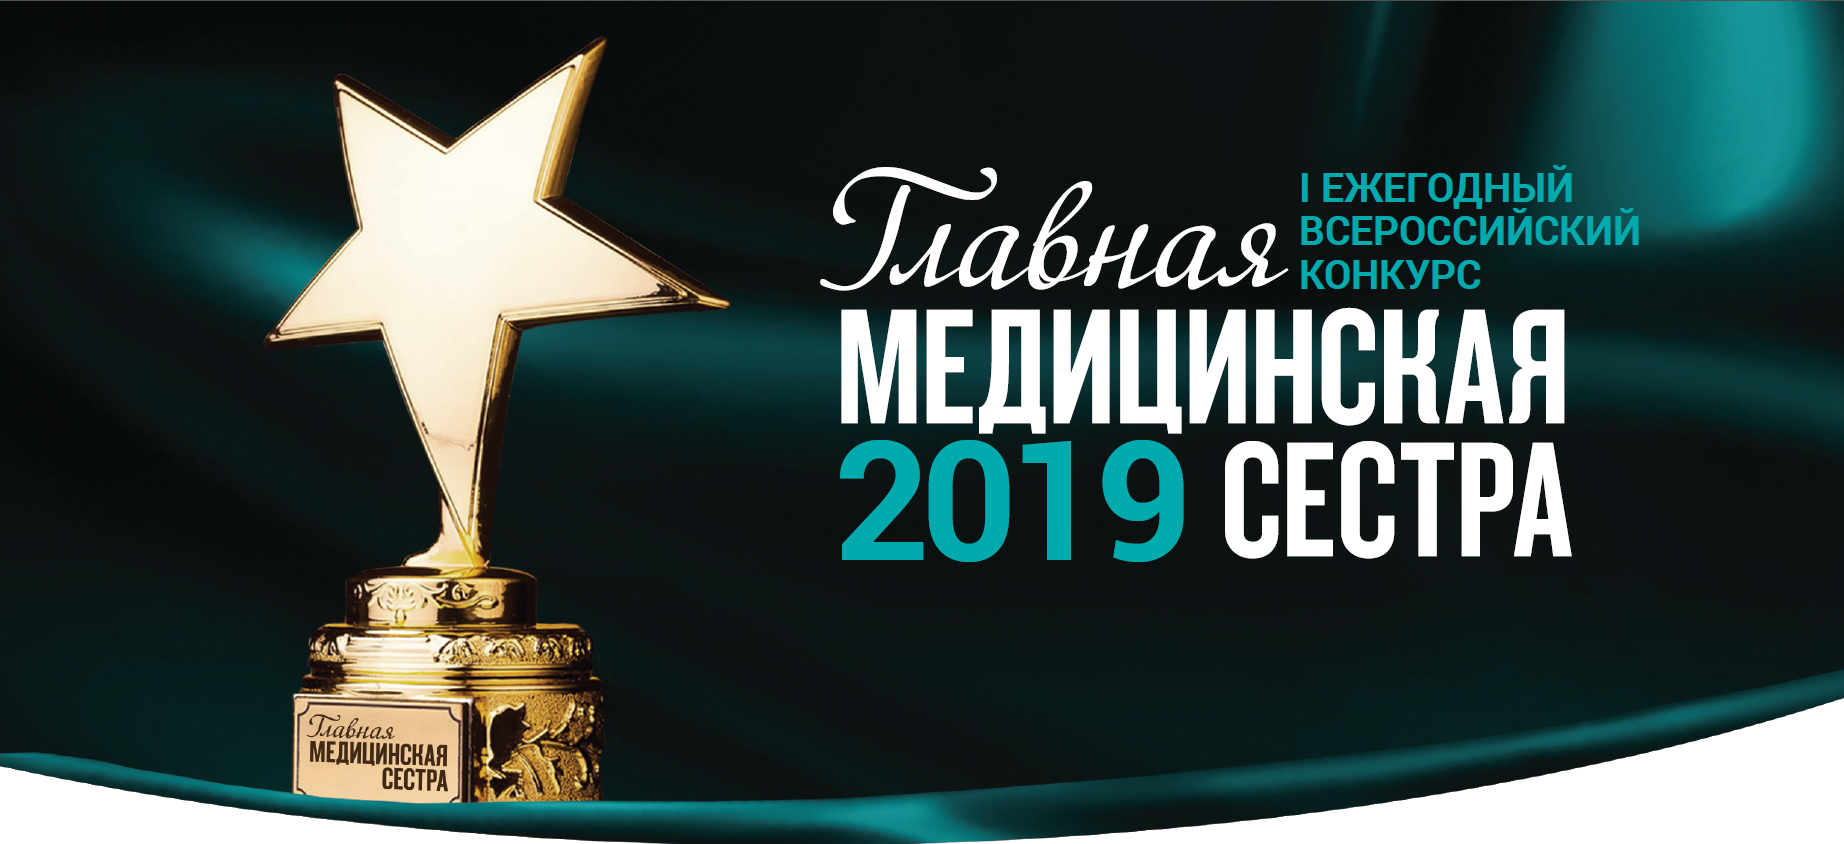 Главная
I ЕЖЕГОДНЫЙ
ВСЕРОССИЙСКИЙ
КОНКУРС
МЕДИЦИНСКАЯ
2019 СЕСТРА
Главная
МЕДИЦИНСКАЯ
СЕСТРА